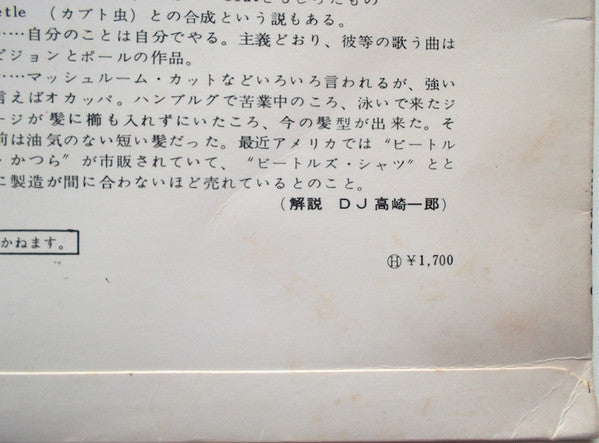 etle （カブト虫）との合成という説もある。
……自分のことは自分でやる。主義どおり、彼等の歌う曲は
ビジョンとポールの作品。
……マッシュルーム・カットなどいろいろ言われるが、強い
言えばオカッパ。ハンブルグで苦業中のころ、泳いで来たジ
ージが髪に櫛も入れずにいたころ、今の髪型が出来た。そ
前は油気のない短い髪だった。最近アメリカでは〝ビートル
・かつら〟が市販されていて、〝ビートルズ・シャツ〟とと
に製造が間に合わないほど売れているとのこと。
（解説 ＤＪ高崎一郎）
かねます。
Ⓗ ¥1,700